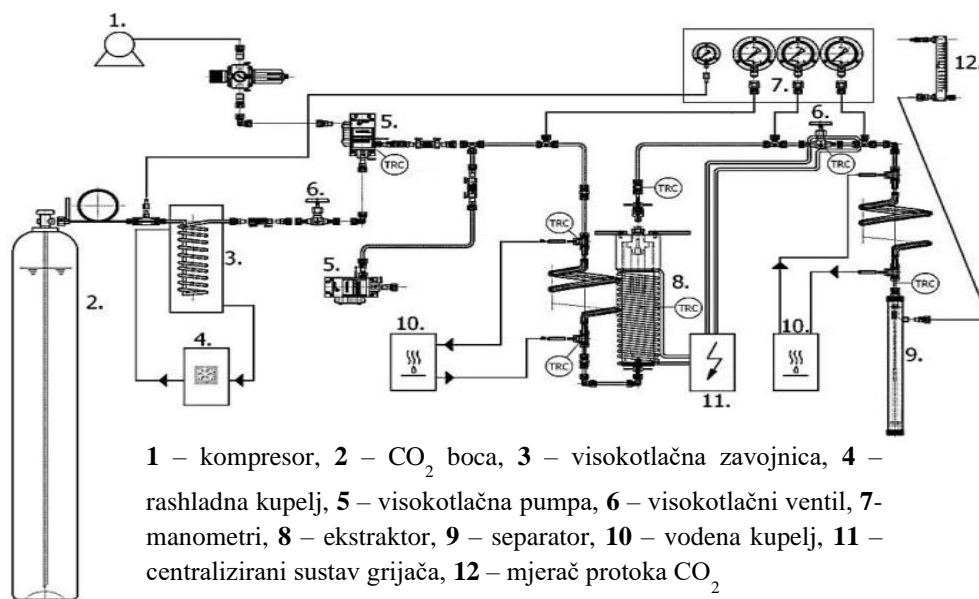 1.
12.
7.
5.
TRC
6.
TRC
TRC
6.
TRC
3.
2.
5.
8.
TRC
TRC
10.
TRC
4.
10.
11.
9.
1 – kompresor, 2 – CO₂ boca, 3 – visokotlačna zavojnica, 4 –
rashladna kupelj, 5 – visokotlačna pumpa, 6 – visokotlačni ventil, 7-
manometri, 8 – ekstraktor, 9 – separator, 10 – vodena kupelj, 11 –
centralizirani sustav grijača, 12 – mjerač protoka CO₂